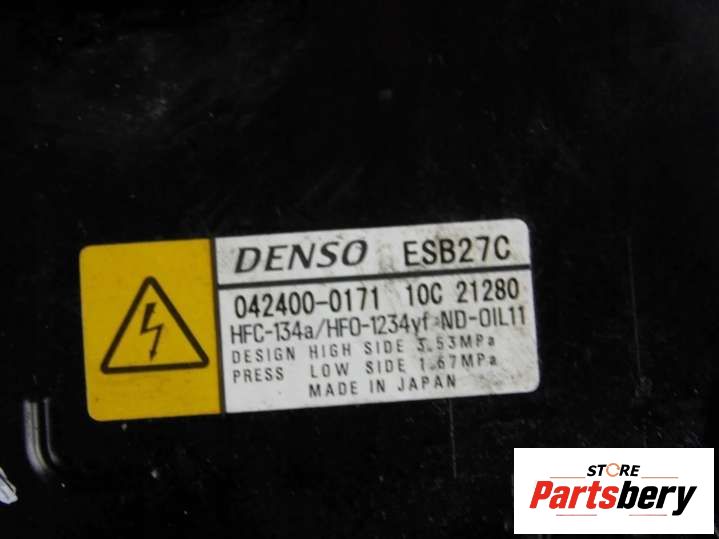 DENSO ESB27C
042400-0171 10C 21280
HFC-134a/HFO-1234yf ND-OIL11
DESIGN HIGH SIDE 3.53MPa
PRESS LOW SIDE 1.67MPa
MADE IN JAPAN
STORE
Partsbery